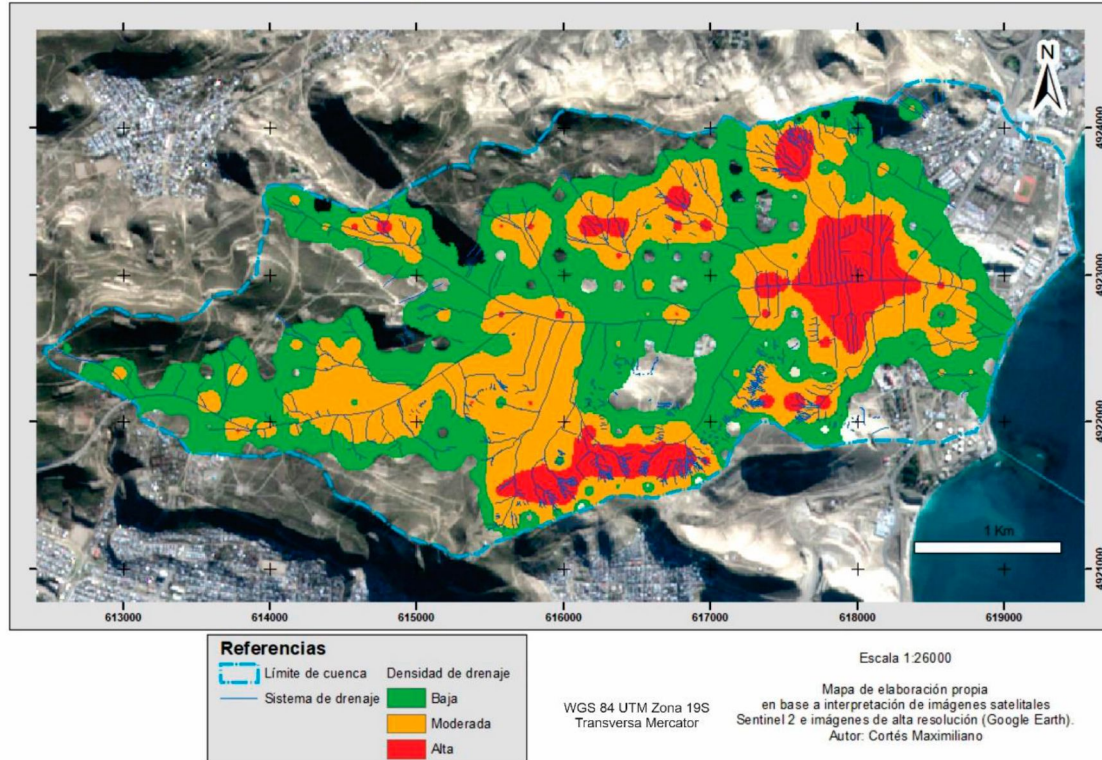 N
4924000
4923000
4922000
4921000
1 Km
613000 614000 615000 616000 617000 618000 619000
Referencias
Límite de cuenca
Sistema de drenaje
Densidad de drenaje
Baja
Moderada
Alta
WGS 84 UTM Zona 19S
Transversa Mercator
Escala 1:26000
Mapa de elaboración propia
en base a interpretación de imágenes satelitales
Sentinel 2 e imágenes de alta resolución (Google Earth).
Autor: Cortés Maximiliano